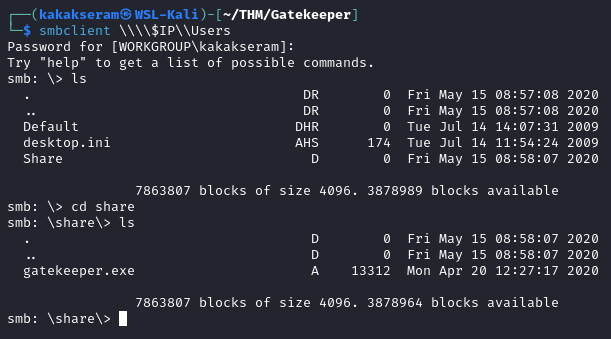 ┌──(kakakseram㉿WSL-Kali)-[~/THM/Gatekeeper]
└─$ smbclient \\\\$IP\\Users
Password for [WORKGROUP\kakakseram]:
Try "help" to get a list of possible commands.
smb: \> ls
  .                                  DR        0  Fri May 15 08:57:08 2020
  ..                                 DR        0  Fri May 15 08:57:08 2020
  Default                           DHR        0  Tue Jul 14 14:07:31 2009
  desktop.ini                       AHS      174  Tue Jul 14 11:54:24 2009
  Share                               D        0  Fri May 15 08:58:07 2020

                7863807 blocks of size 4096. 3878989 blocks available
smb: \> cd share
smb: \share\> ls
  .                                   D        0  Fri May 15 08:58:07 2020
  ..                                  D        0  Fri May 15 08:58:07 2020
  gatekeeper.exe                      A    13312  Mon Apr 20 12:27:17 2020

                7863807 blocks of size 4096. 3878964 blocks available
smb: \share\>